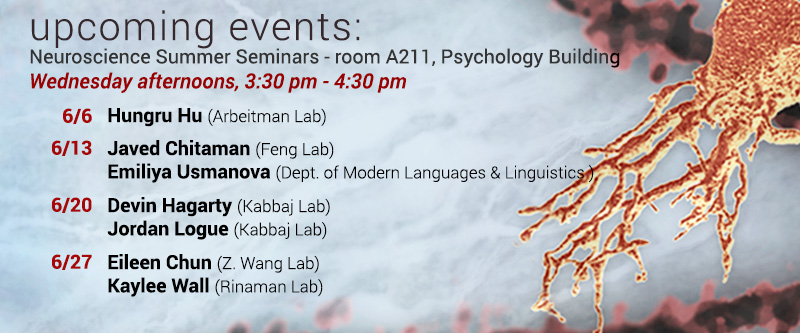 upcoming events:
Neuroscience Summer Seminars - room A211, Psychology Building
Wednesday afternoons, 3:30 pm - 4:30 pm
6/6 Hungru Hu (Arbeitman Lab)
6/13 Javed Chitaman (Feng Lab)
Emiliya Usmanova (Dept. of Modern Languages & Linguistics )
6/20 Devin Hagarty (Kabbaj Lab)
Jordan Logue (Kabbaj Lab)
6/27 Eileen Chun (Z. Wang Lab)
Kaylee Wall (Rinaman Lab)